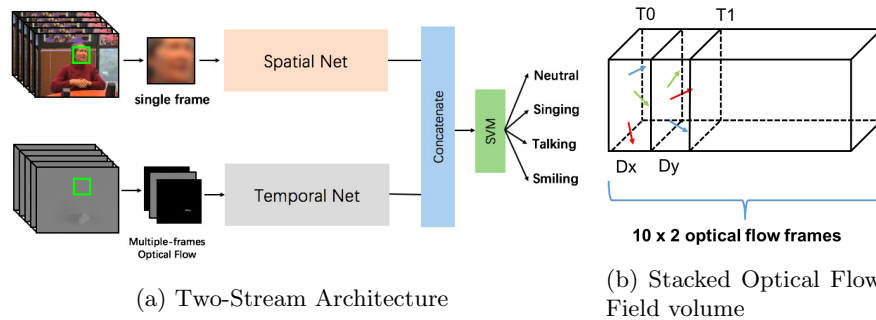 single frame
Spatial Net
Multiple-frames
Optical Flow
Temporal Net
Concatenate
SVM
Neutral
Singing
Talking
Smiling
(a) Two-Stream Architecture
T0 T1
Dx Dy
10 x 2 optical flow frames
(b) Stacked Optical Flow
Field volume